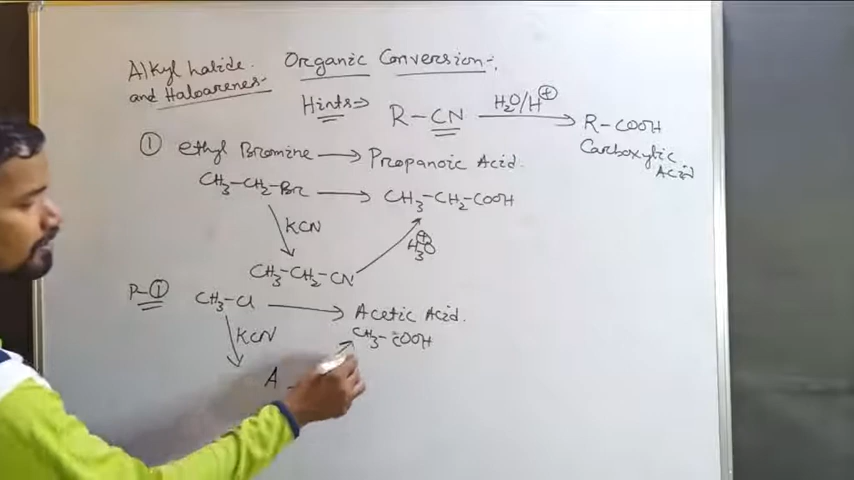 Alkyl halide.
and Haloarenes-
Organic Conversion-:
Hints→ R-CN H2O/H⊕ → R-COOH
Carboxylic
Acid
① ethyl Bromine → Propanoic Acid.
CH3-CH2-Br → CH3-CH2-COOH
KCN H3O⊕
CH3-CH2-CN
P-① CH3-Cl → Acetic Acid.
KCN CH3-COOH
A